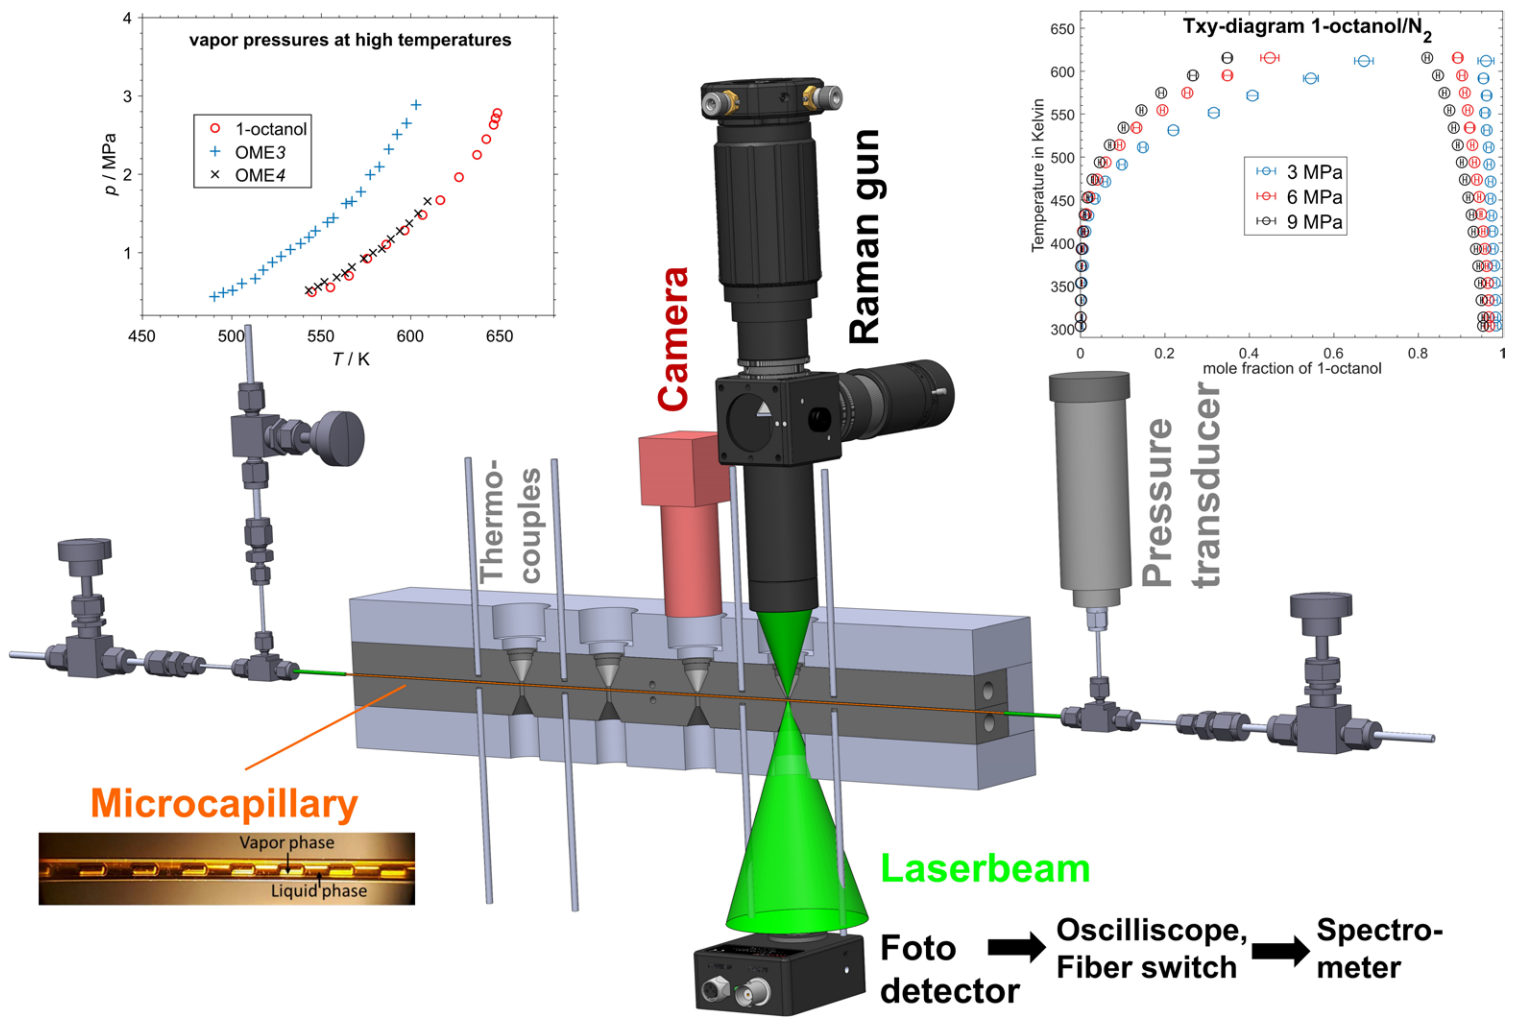 vapor pressures at high temperatures
4
3
2
1
p / MPa
1-octanol
OME3
OME4
450
500
550
600
650
T / K
Txy-diagram 1-octanol/N2
650
600
550
500
450
400
350
300
Temperature in Kelvin
3 MPa
6 MPa
9 MPa
0
0.2
0.4
0.6
0.8
1
mole fraction of 1-octanol
Camera
Raman gun
Thermo-
couples
Pressure
transducer
Microcapillary
Vapor phase
Liquid phase
Laserbeam
Foto
detector
Oscilliscope,
Fiber switch
Spectro-
meter